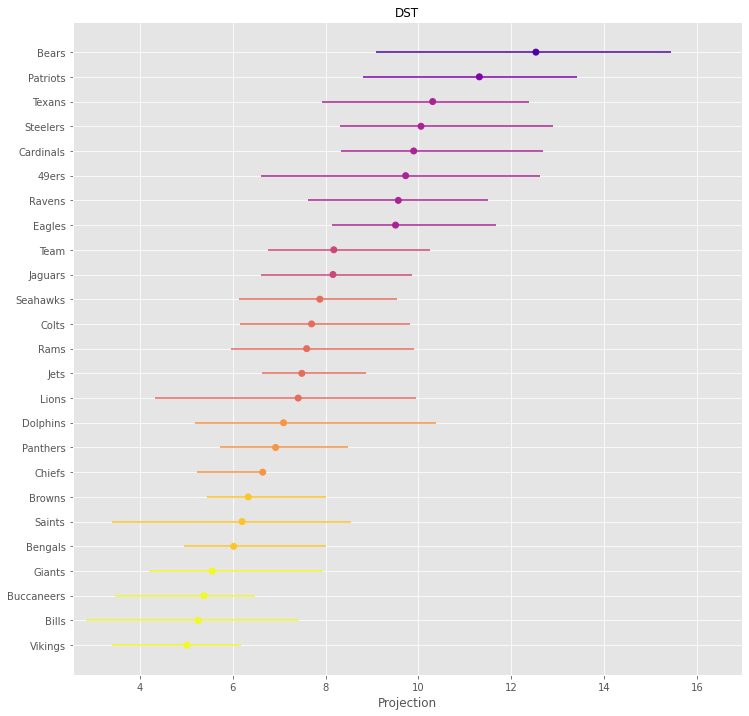 DST
Bears
Patriots
Texans
Steelers
Cardinals
49ers
Ravens
Eagles
Team
Jaguars
Seahawks
Colts
Rams
Jets
Lions
Dolphins
Panthers
Chiefs
Browns
Saints
Bengals
Giants
Buccaneers
Bills
Vikings
4 6 8 10 12 14 16
Projection